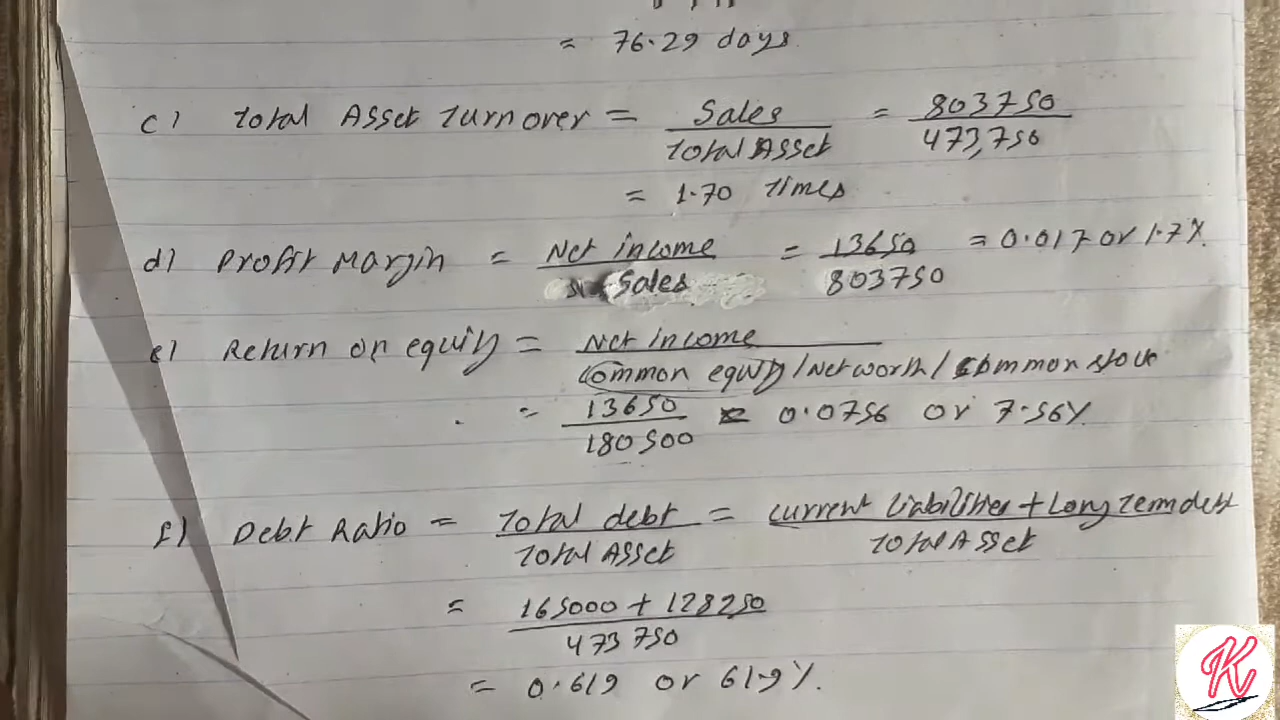 = 76.29 days
c) Total Asset Turnover = Sales / Total Asset = 803750 / 473,750
= 1.70 Times
d) Profit Margin = Net income / Sales = 13650 / 803750 = 0.017 or 1.7%.
e) Return on equity = Net Income / Common equity/Networth/Common stock
= 13650 / 180500 = 0.0756 or 7.56%
f) Debt Ratio = Total debt / Total Asset = current liabilities + Long Term debt / Total Asset
= 165000 + 128250 / 473750
= 0.619 or 61.9%.
K